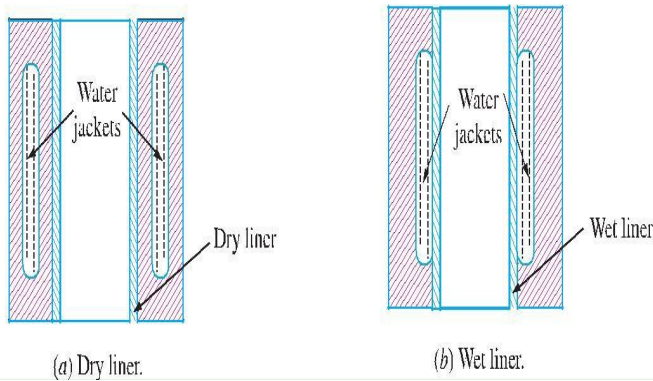 Water
jackets
Dry liner
(a) Dry liner.
Water
jackets
Wet liner
(b) Wet liner.